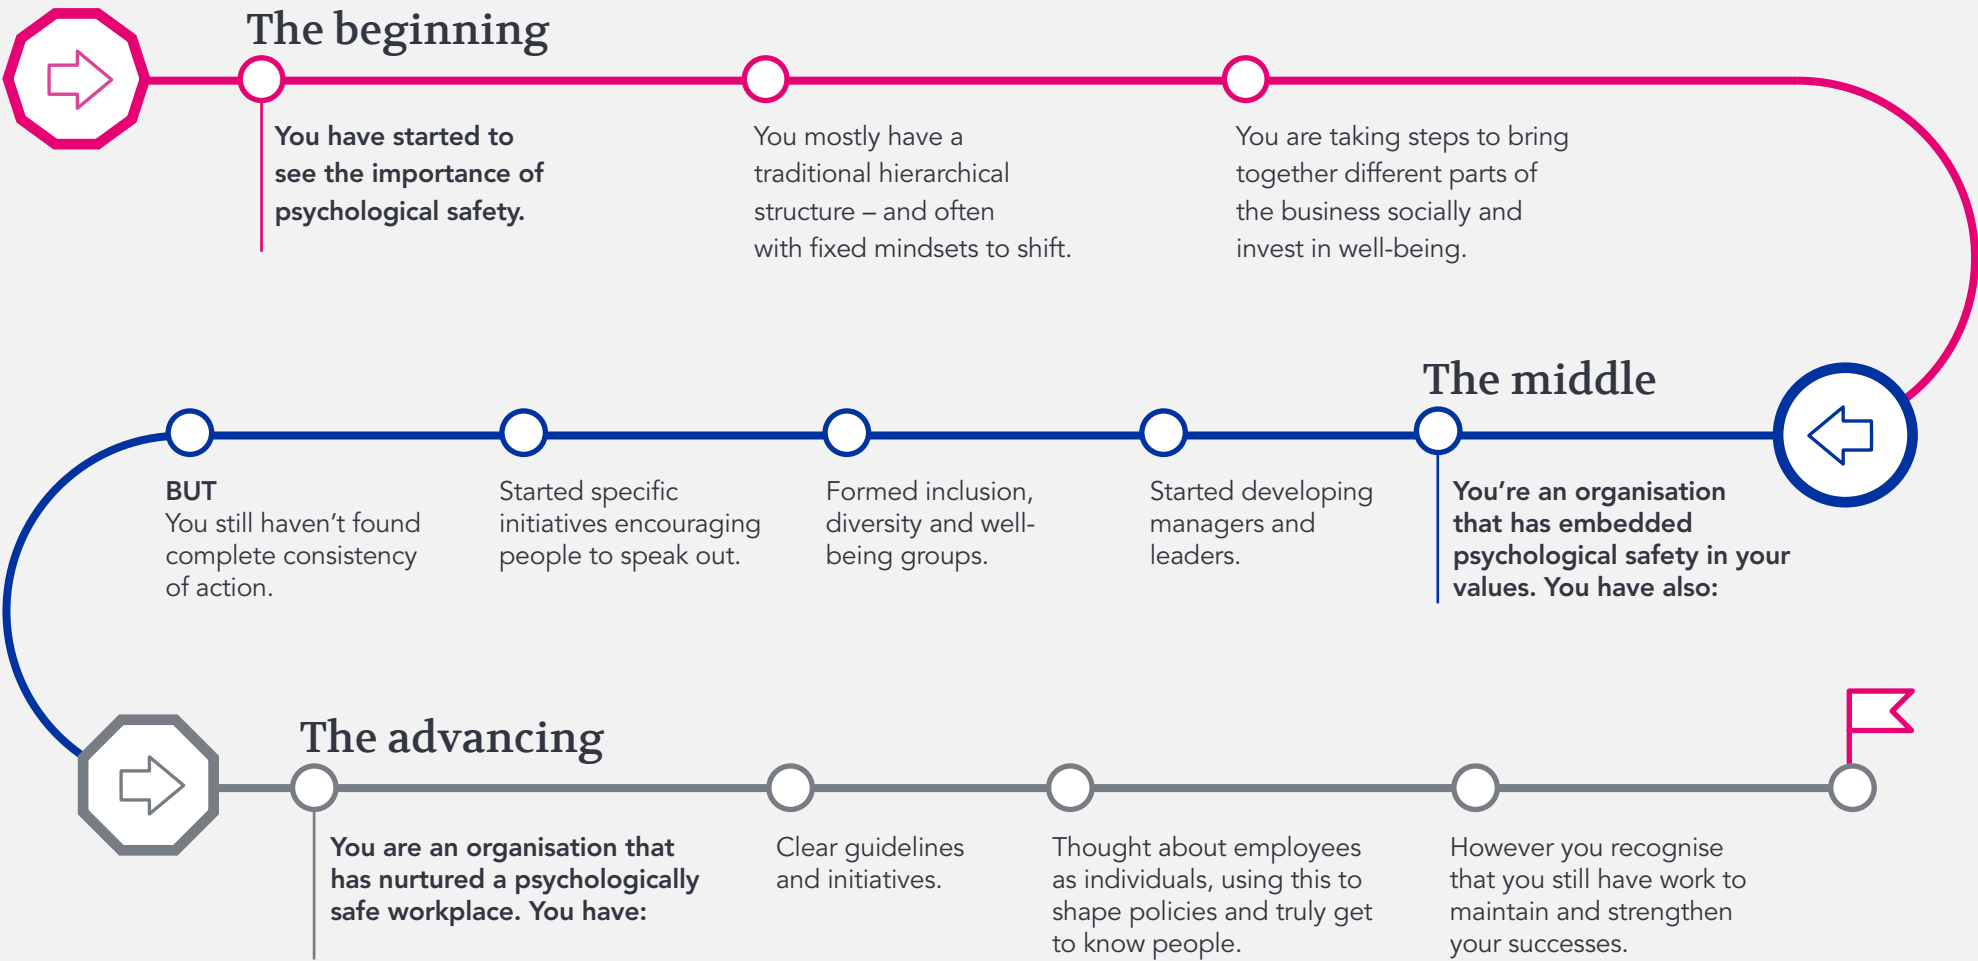 The beginning
You have started to
see the importance of
psychological safety.
You mostly have a
traditional hierarchical
structure – and often
with fixed mindsets to shift.
You are taking steps to bring
together different parts of
the business socially and
invest in well-being.
The middle
You’re an organisation
that has embedded
psychological safety in your
values. You have also:
Started developing
managers and
leaders.
Formed inclusion,
diversity and well-
being groups.
Started specific
initiatives encouraging
people to speak out.
BUT
You still haven’t found
complete consistency
of action.
The advancing
You are an organisation that
has nurtured a psychologically
safe workplace. You have:
Clear guidelines
and initiatives.
Thought about employees
as individuals, using this to
shape policies and truly get
to know people.
However you recognise
that you still have work to
maintain and strengthen
your successes.